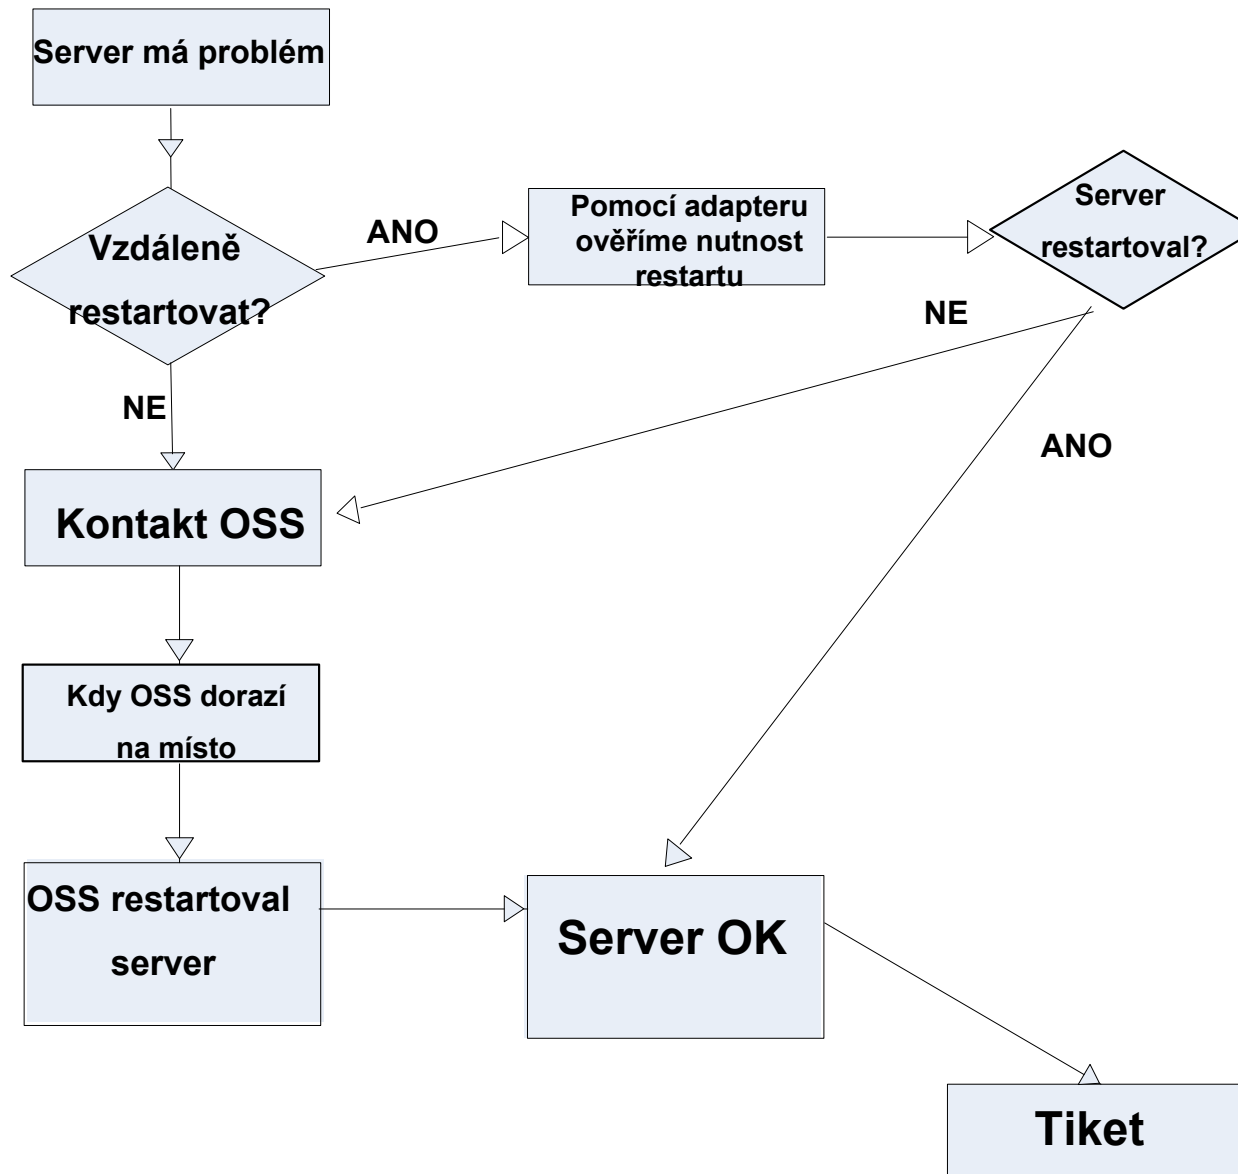 Server má problém
Vzdáleně
restartovat?
ANO
Pomocí adapteru
ověříme nutnost
restartu
Server
restartoval?
NE
ANO
NE
Kontakt OSS
Kdy OSS dorazí
na místo
OSS restartoval
server
Server OK
Tiket